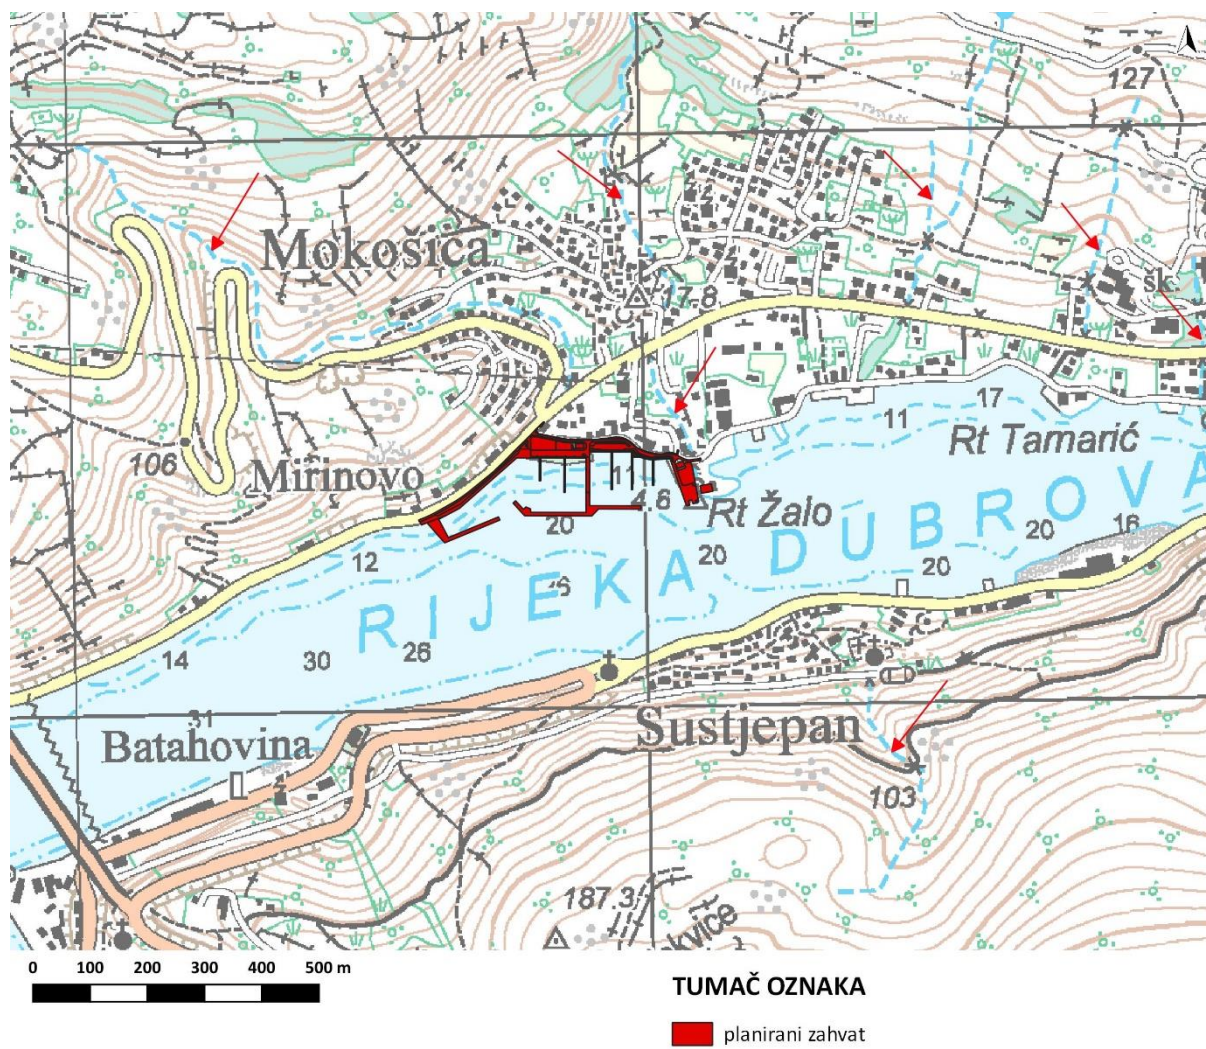 127
Mokošica
17.8
šk.
106
Mirinovo
11
17
Rt Tamarić
11
4.6
Rt Žalo
20
20
20
16
12
20
RIJEKA DUBROVA
14
30
26
31
Batahovina
Sustjepan
103
187.3
0 100 200 300 400 500 m
TUMAČ OZNAKA
planirani zahvat